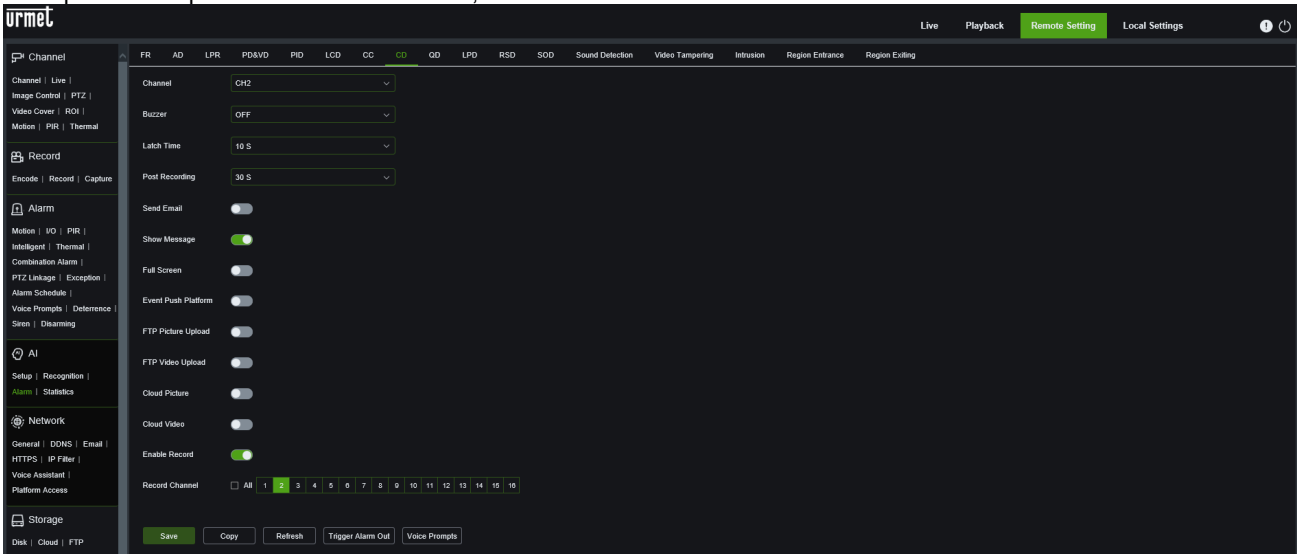 urmet
Live Playback Remote Setting Local Settings
Channel
Channel | Live |
Image Control | PTZ |
Video Cover | ROI |
Motion | PIR | Thermal
Record
Encode | Record | Capture
Alarm
Motion | I/O | PIR |
Intelligent | Thermal |
Combination Alarm |
PTZ Linkage | Exception |
Alarm Schedule |
Voice Prompts | Deterrence |
Siren | Disarming
AI
Setup | Recognition |
Alarm | Statistics
Network
General | DDNS | Email |
HTTPS | IP Filter |
Voice Assistant |
Platform Access
Storage
Disk | Cloud | FTP
FR AD LPR PD&VD PID LCD CC CD QD LPD RSD SOD Sound Detection Video Tampering Intrusion Region Entrance Region Exiting
Channel CH2
Buzzer OFF
Latch Time 10 S
Post Recording 30 S
Send Email
Show Message
Full Screen
Event Push Platform
FTP Picture Upload
FTP Video Upload
Cloud Picture
Cloud Video
Enable Record
Record Channel All 1 2 3 4 5 6 7 8 9 10 11 12 13 14 15 16
Save Copy Refresh Trigger Alarm Out Voice Prompts